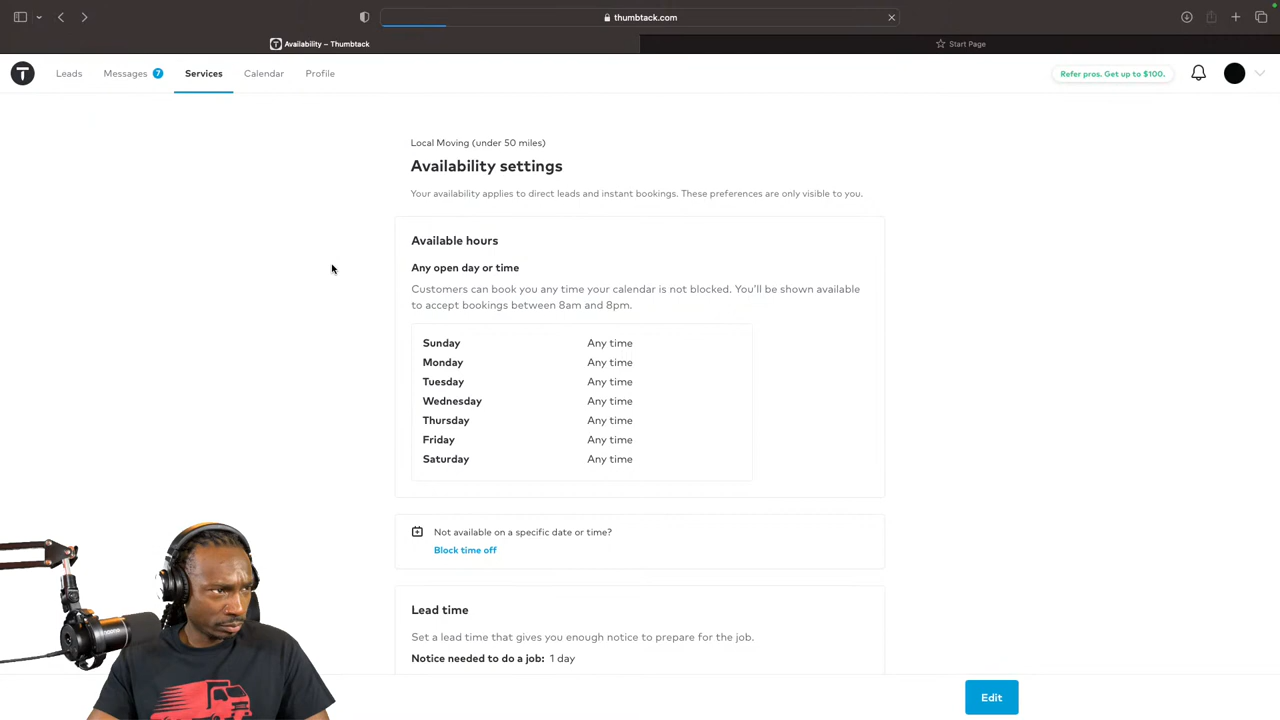 thumbtack.com
Availability – Thumbtack
Start Page
Leads
Messages 7
Services
Calendar
Profile
Refer pros. Get up to $100.
Local Moving (under 50 miles)
Availability settings
Your availability applies to direct leads and instant bookings. These preferences are only visible to you.
Available hours
Any open day or time
Customers can book you any time your calendar is not blocked. You'll be shown available
to accept bookings between 8am and 8pm.
Sunday Any time
Monday Any time
Tuesday Any time
Wednesday Any time
Thursday Any time
Friday Any time
Saturday Any time
Not available on a specific date or time?
Block time off
Lead time
Set a lead time that gives you enough notice to prepare for the job.
Notice needed to do a job: 1 day
Edit